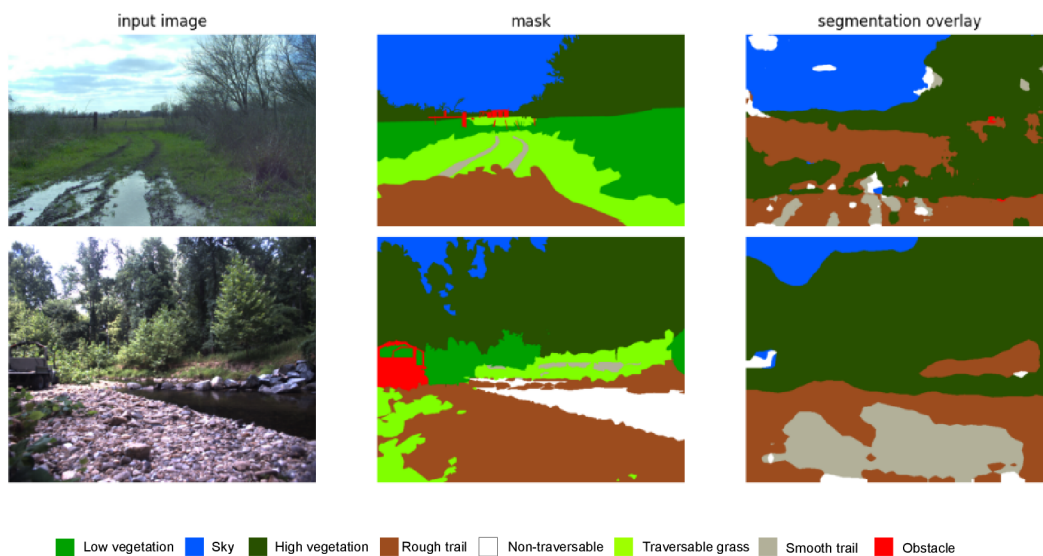 input image mask segmentation overlay
Low vegetation Sky High vegetation Rough trail Non-traversable Traversable grass Smooth trail Obstacle